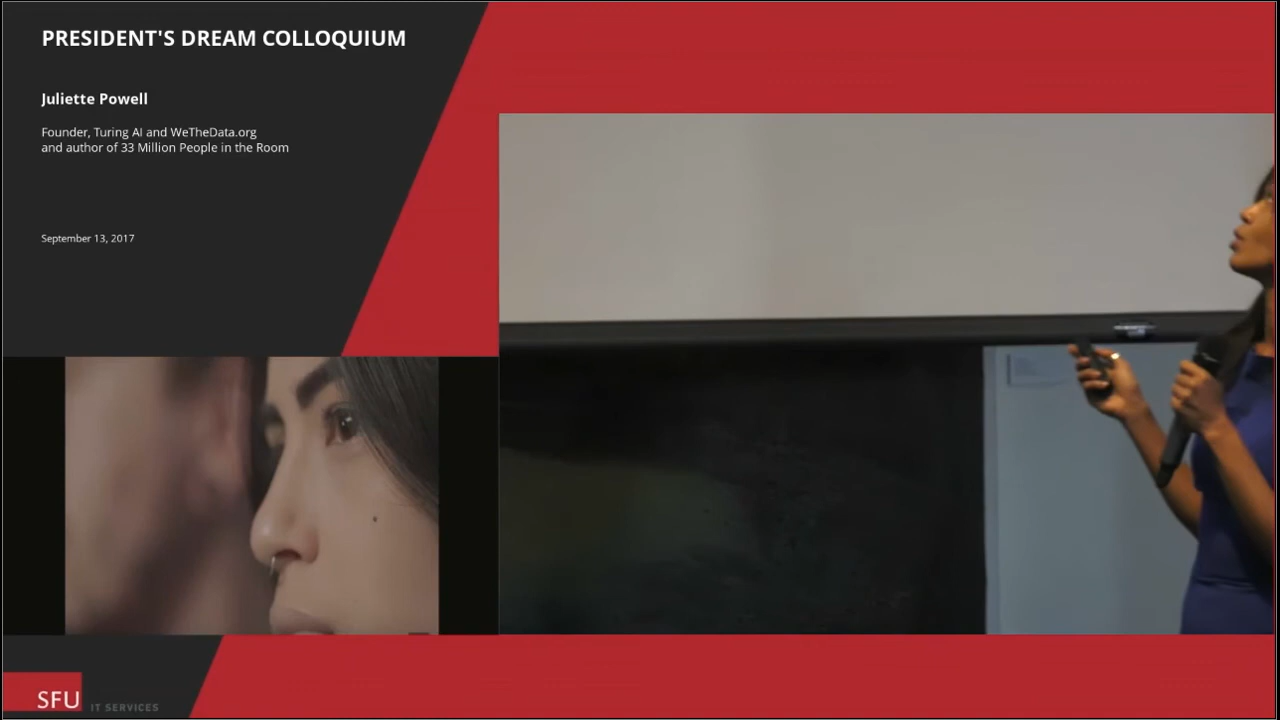 PRESIDENT'S DREAM COLLOQUIUM
Juliette Powell
Founder, Turing AI and WeTheData.org
and author of 33 Million People in the Room
September 13, 2017
SFU IT SERVICES